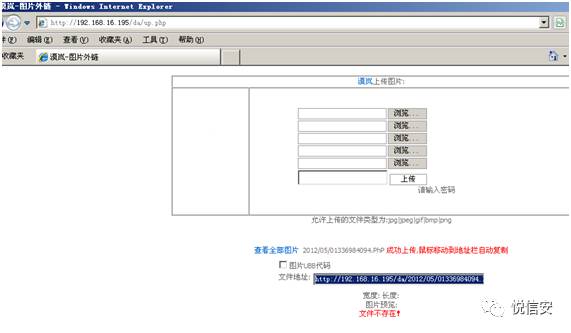 漠岚-图片外链 - Windows Internet Explorer
http://192.168.16.195/da/up.php
件(F) 编辑(E) 查看(V) 收藏夹(A) 工具(T) 帮助(H)
收藏夹 漠岚-图片外链
漠岚上传图片:
浏览...
浏览...
浏览...
浏览...
浏览...
上传
请输入密码
允许上传的文件类型为:jpg|jpeg|gif|bmp|png
查看全部图片 2012/05/01336984094.PhP 成功上传,鼠标移动到地址栏自动复制
图片UBB代码
文件地址: http://192.168.16.195/da/2012/05/01336984094.
宽度: 长度:
图片预览:
文件不存在!
悦信安